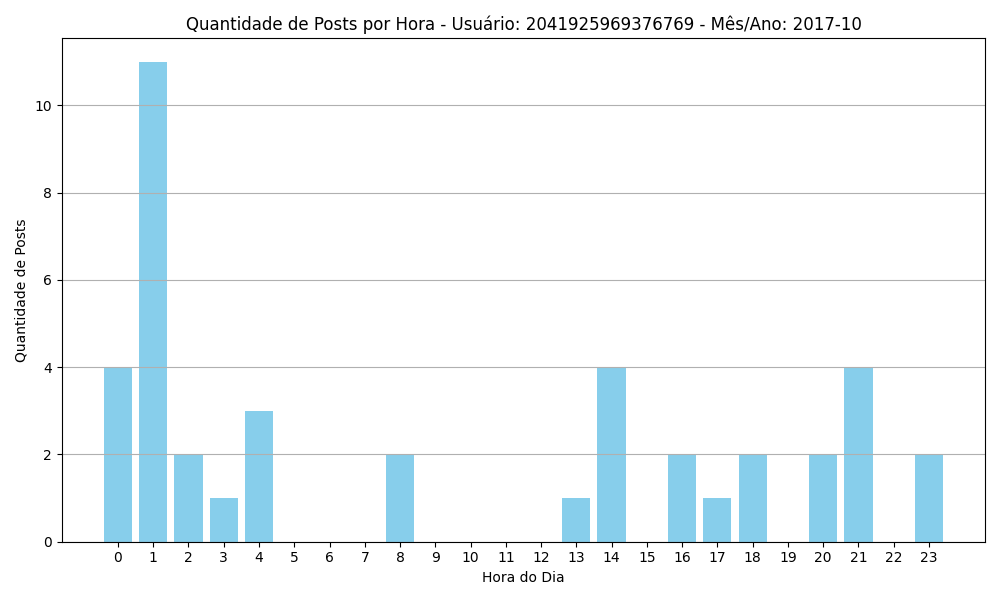 Quantidade de Posts por Hora - Usuário: 2041925969376769 - Mês/Ano: 2017-10
Quantidade de Posts
10
8
6
4
2
0
0 1 2 3 4 5 6 7 8 9 10 11 12 13 14 15 16 17 18 19 20 21 22 23
Hora do Dia